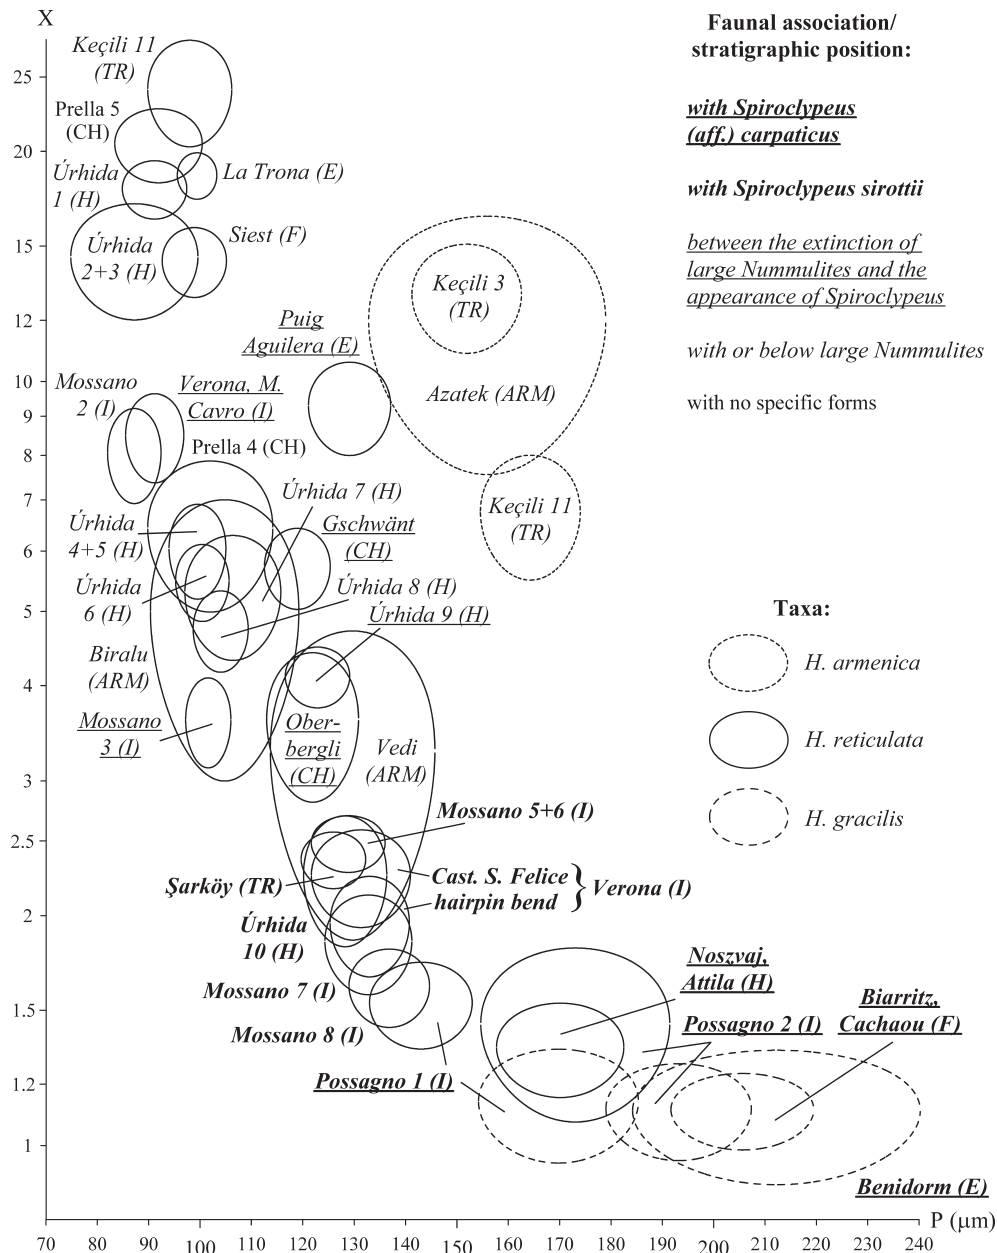 X
Keçili 11
(TR)
25
Prella 5
(CH)
20
Úrhida
1 (H)
La Trona (E)
15
Úrhida
2+3 (H)
Siest (F)
Keçili 3
(TR)
12
Puig
Aguilera (E)
Azatek (ARM)
10
Mossano
2 (I)
Verona, M.
Cavro (I)
9
8
Prella 4 (CH)
7
Úrhida 7 (H)
Keçili 11
(TR)
Úrhida
4+5 (H)
Gschwänt
(CH)
6
Úrhida
6 (H)
Úrhida 8 (H)
Úrhida 9 (H)
5
Biralu
(ARM)
4
Mossano
3 (I)
Ober-
bergli
(CH)
Vedi
(ARM)
3
Mossano 5+6 (I)
2.5
Şarköy (TR)
Cast. S. Felice
hairpin bend
} Verona (I)
2
Úrhida
10 (H)
Mossano 7 (I)
Mossano 8 (I)
1.5
Possagno 1 (I)
Noszvaj,
Attila (H)
Possagno 2 (I)
Biarritz,
Cachaou (F)
1.2
1
Benidorm (E)
70 80 90 100 110 120 130 140 150 160 170 180 190 200 210 220 230 240 P (μm)
Faunal association/
stratigraphic position:
with Spiroclypeus
(aff.) carpaticus
with Spiroclypeus sirottii
between the extinction of
large Nummulites and the
appearance of Spiroclypeus
with or below large Nummulites
with no specific forms
Taxa:
H. armenica
H. reticulata
H. gracilis